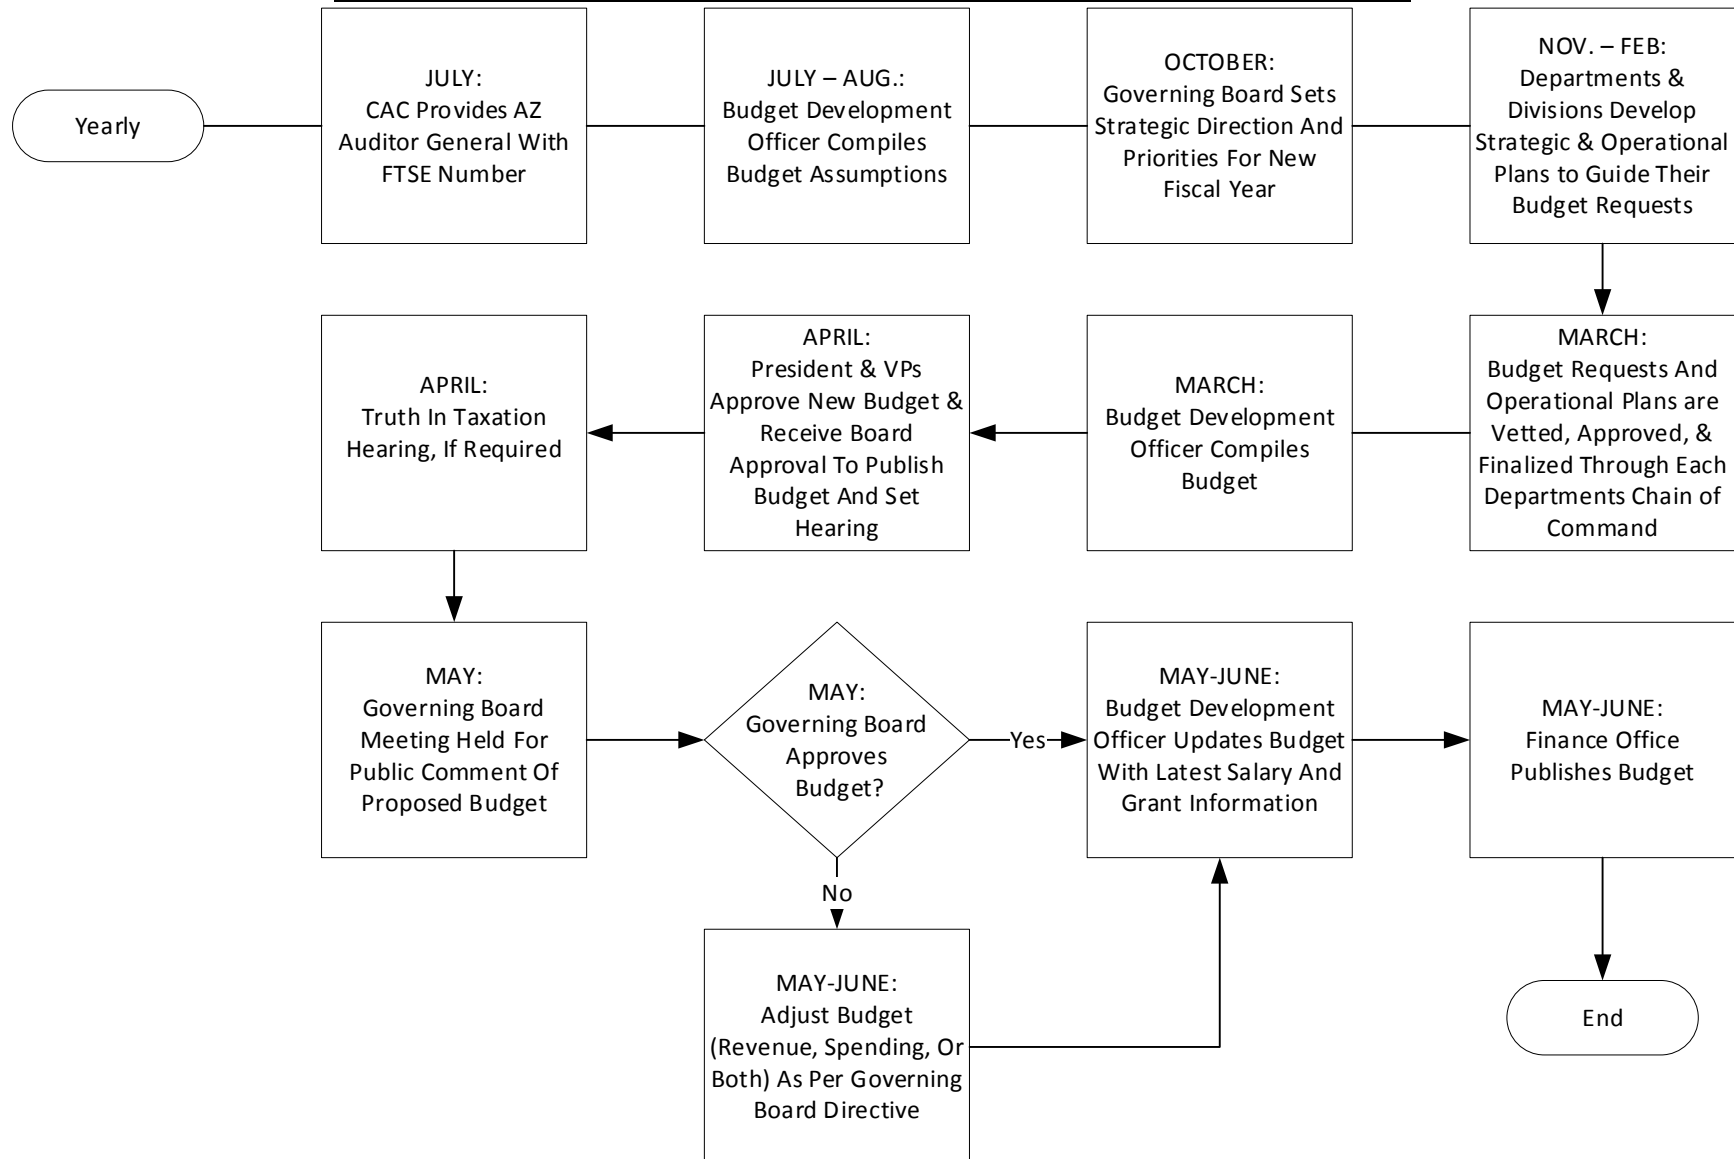 Yearly
JULY:
CAC Provides AZ
Auditor General With
FTSE Number
JULY – AUG.:
Budget Development
Officer Compiles
Budget Assumptions
OCTOBER:
Governing Board Sets
Strategic Direction And
Priorities For New
Fiscal Year
NOV. – FEB:
Departments &
Divisions Develop
Strategic & Operational
Plans to Guide Their
Budget Requests
MARCH:
Budget Requests And
Operational Plans are
Vetted, Approved, &
Finalized Through Each
Departments Chain of
Command
MARCH:
Budget Development
Officer Compiles
Budget
APRIL:
President & VPs
Approve New Budget &
Receive Board
Approval To Publish
Budget And Set
Hearing
APRIL:
Truth In Taxation
Hearing, If Required
MAY:
Governing Board
Meeting Held For
Public Comment Of
Proposed Budget
MAY:
Governing Board
Approves
Budget?
Yes
No
MAY-JUNE:
Adjust Budget
(Revenue, Spending, Or
Both) As Per Governing
Board Directive
MAY-JUNE:
Budget Development
Officer Updates Budget
With Latest Salary And
Grant Information
MAY-JUNE:
Finance Office
Publishes Budget
End